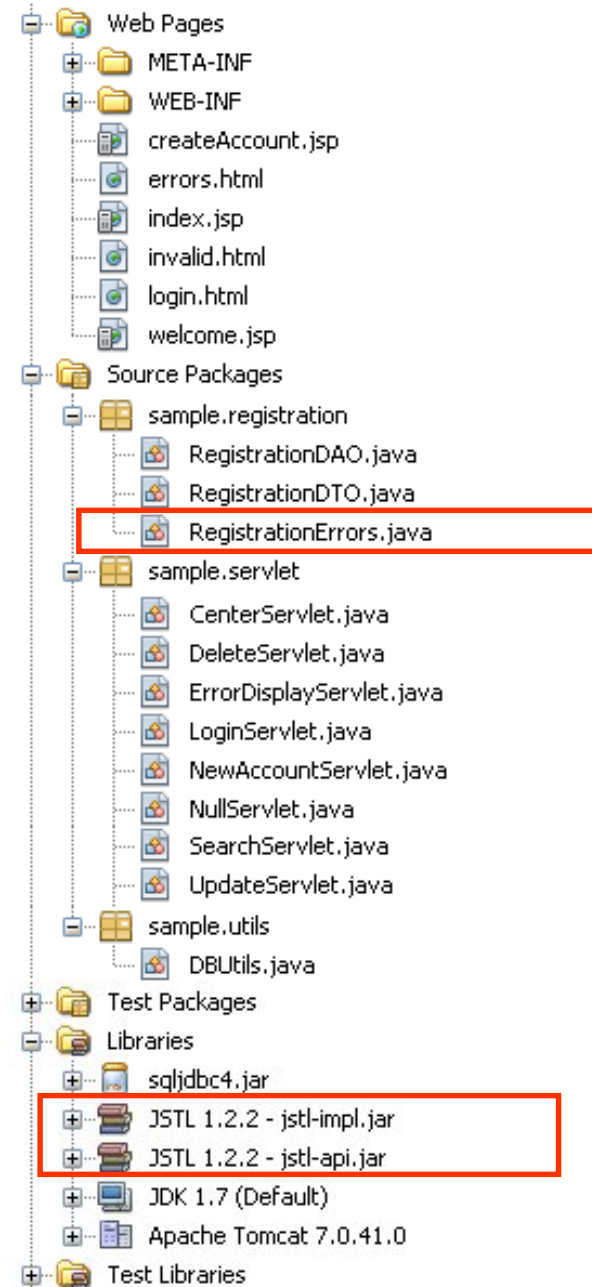 Web Pages
META-INF
WEB-INF
createAccount.jsp
errors.html
index.jsp
invalid.html
login.html
welcome.jsp
Source Packages
sample.registration
RegistrationDAO.java
RegistrationDTO.java
RegistrationErrors.java
sample.servlet
CenterServlet.java
DeleteServlet.java
ErrorDisplayServlet.java
LoginServlet.java
NewAccountServlet.java
NullServlet.java
SearchServlet.java
UpdateServlet.java
sample.utils
DBUtils.java
Test Packages
Libraries
sqljdbc4.jar
JSTL 1.2.2 - jstl-impl.jar
JSTL 1.2.2 - jstl-api.jar
JDK 1.7 (Default)
Apache Tomcat 7.0.41.0
Test Libraries